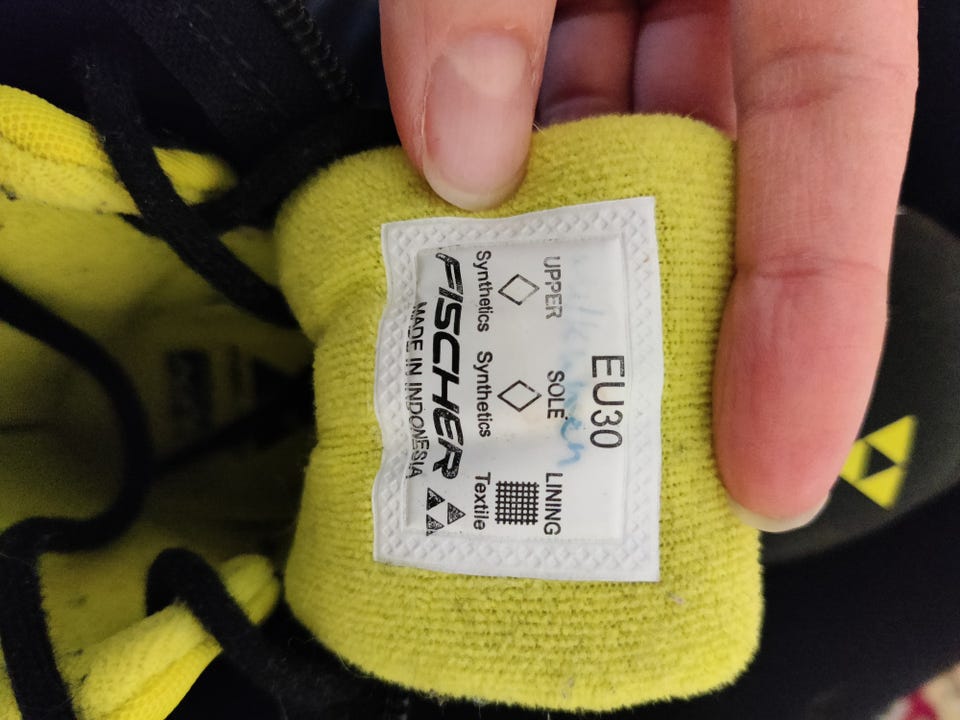 EU30
UPPER SOLE LINING
Synthetics Synthetics Textile
FISCHER
MADE IN INDONESIA